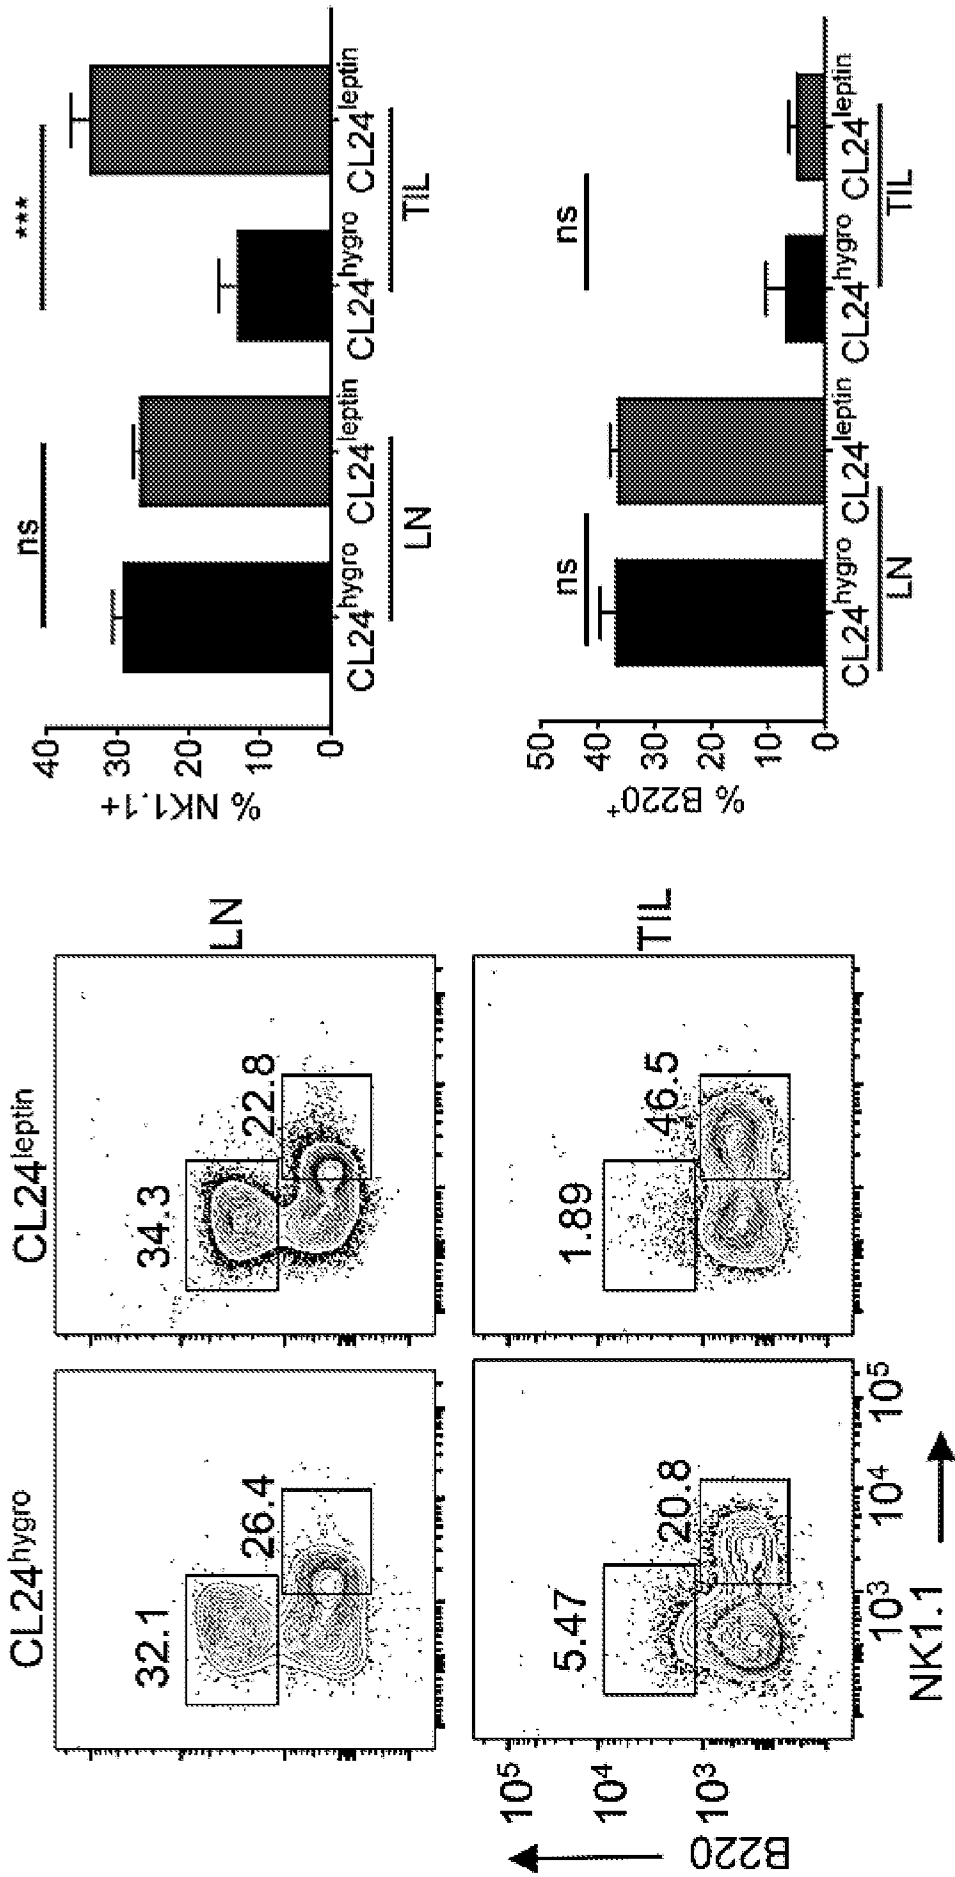 CL24hygro
CL24leptin
32.1
26.4
34.3
22.8
LN
5.47
20.8
1.89
46.5
TIL
B220
10⁵
10⁴
10³
10³
10⁴
10⁵
NK1.1
% NK1.1+
40
30
20
10
0
ns
***
CL24hygro
CL24leptin
CL24hygro
CL24leptin
LN
TIL
% B220⁺
50
40
30
20
10
0
ns
ns
CL24hygro
CL24leptin
CL24hygro
CL24leptin
LN
TIL